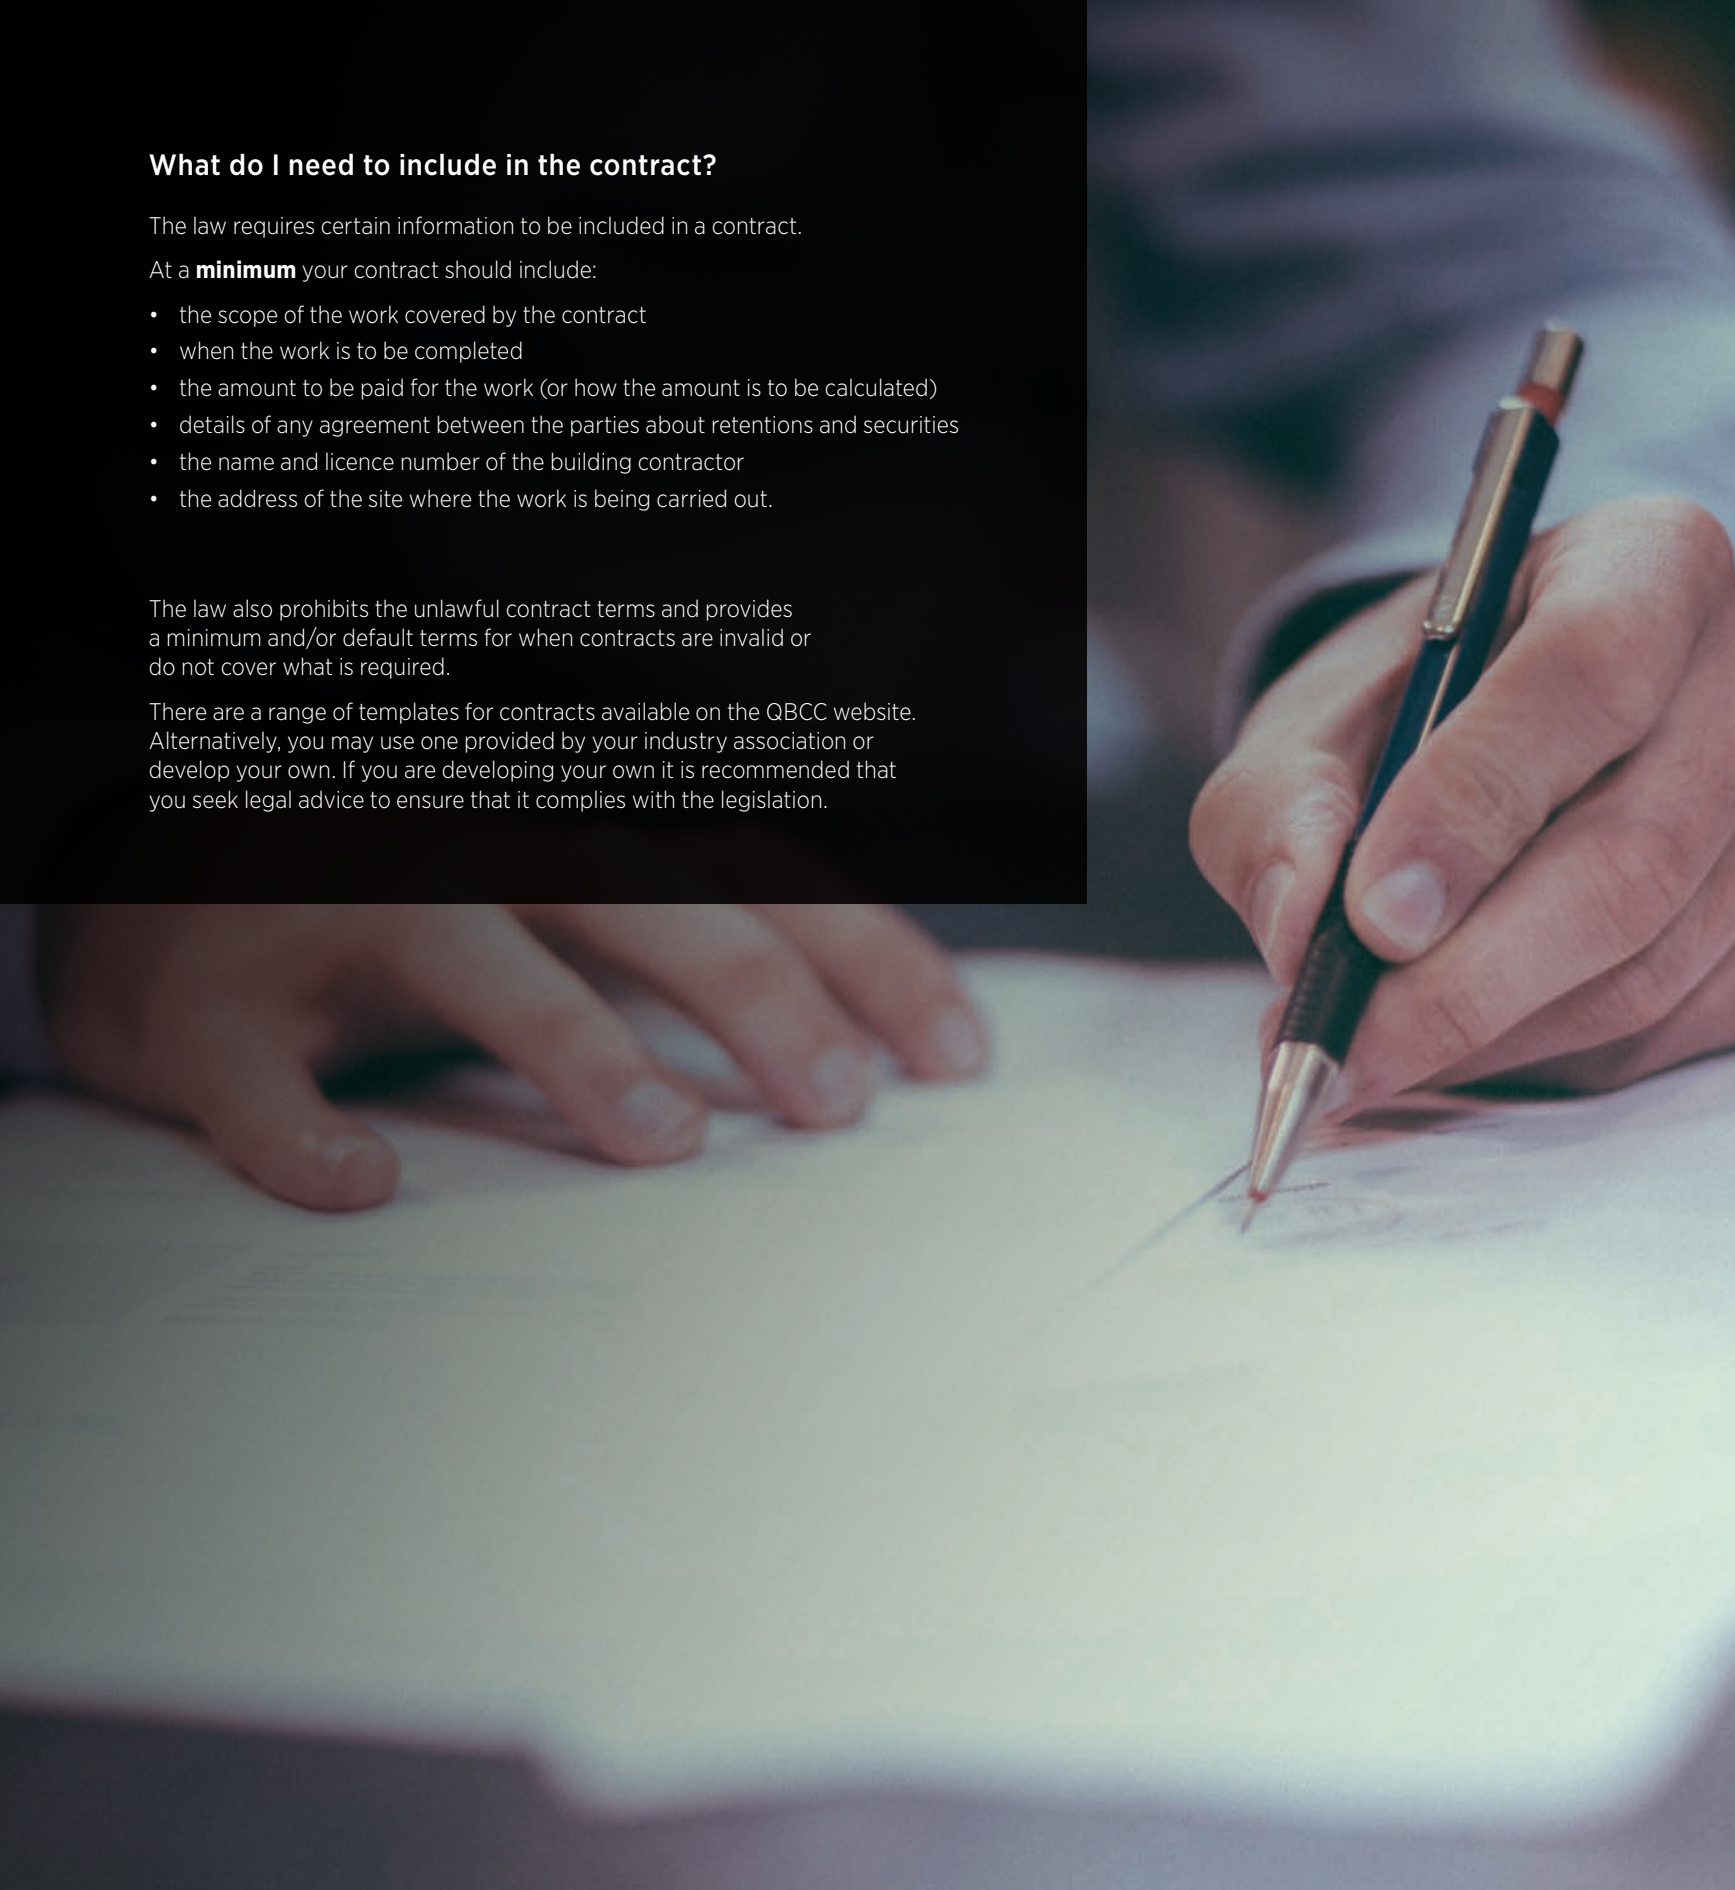 What do I need to include in the contract?
The law requires certain information to be included in a contract.
At a minimum your contract should include:
• the scope of the work covered by the contract
• when the work is to be completed
• the amount to be paid for the work (or how the amount is to be calculated)
• details of any agreement between the parties about retentions and securities
• the name and licence number of the building contractor
• the address of the site where the work is being carried out.
The law also prohibits the unlawful contract terms and provides
a minimum and/or default terms for when contracts are invalid or
do not cover what is required.
There are a range of templates for contracts available on the QBCC website.
Alternatively, you may use one provided by your industry association or
develop your own. If you are developing your own it is recommended that
you seek legal advice to ensure that it complies with the legislation.